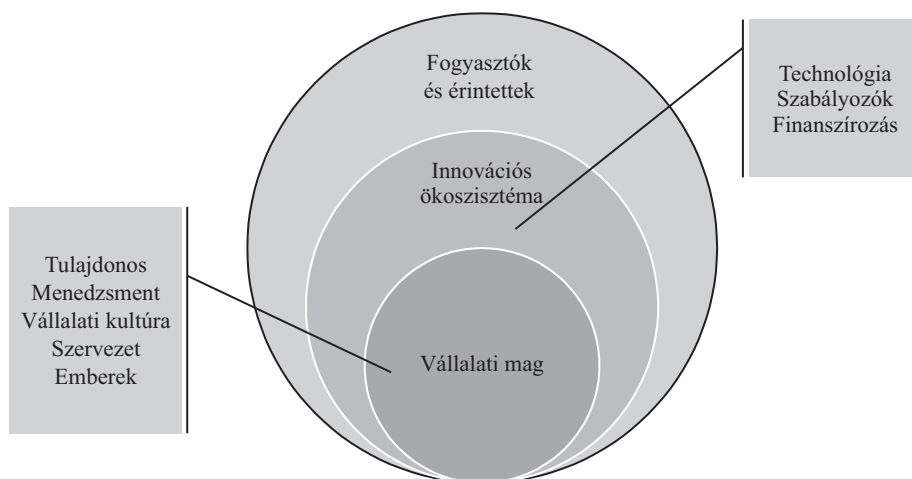 Fogyasztók
és érintettek
Innovációs
ökoszisztéma
Vállalati mag
Technológia
Szabályozók
Finanszírozás
Tulajdonos
Menedzsment
Vállalati kultúra
Szervezet
Emberek